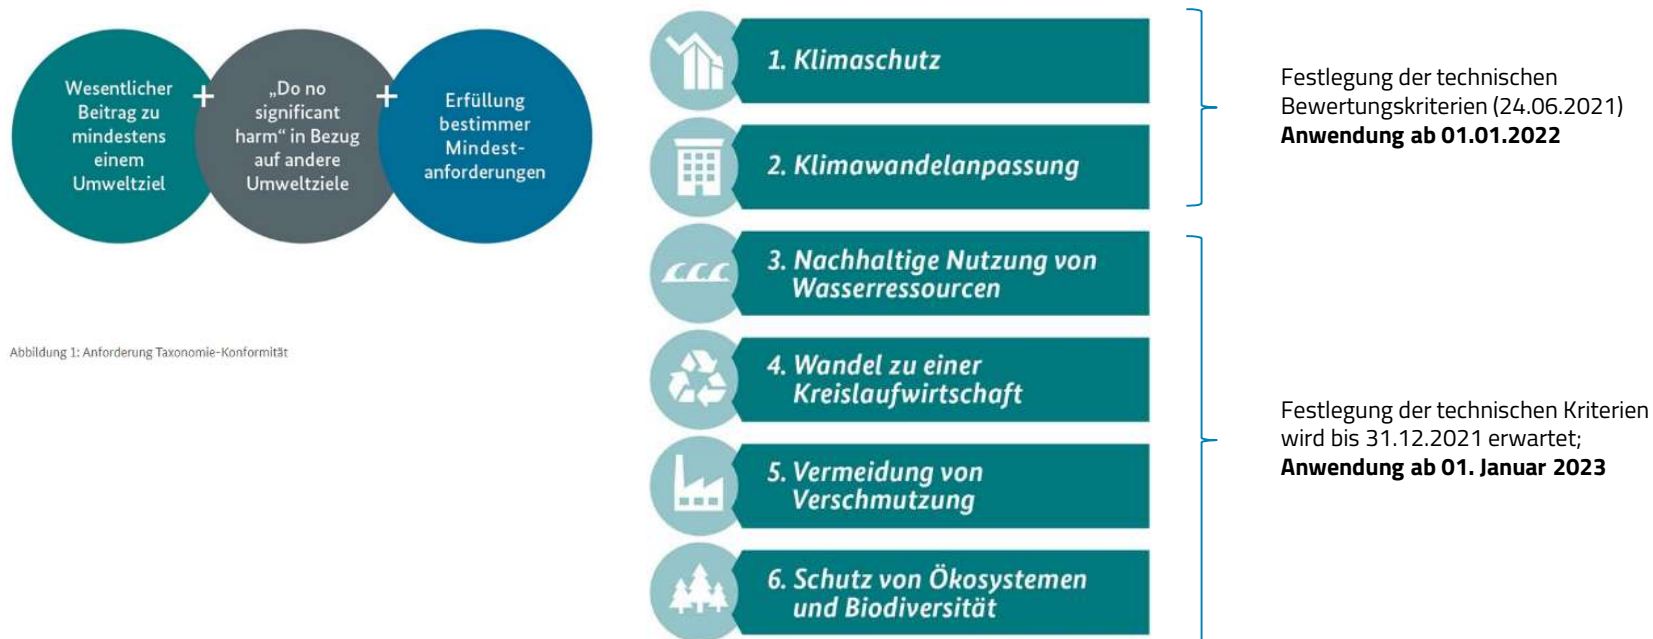 Wesentlicher
Beitrag zu
mindestens
einem
Umweltziel
+
„Do no
significant
harm“ in Bezug
auf andere
Umweltziele
+
Erfüllung
bestimmer
Mindest-
anforderungen
Abbildung 1: Anforderung Taxonomie-Konformität
1. Klimaschutz
2. Klimawandelanpassung
3. Nachhaltige Nutzung von
Wasserressourcen
4. Wandel zu einer
Kreislaufwirtschaft
5. Vermeidung von
Verschmutzung
6. Schutz von Ökosystemen
und Biodiversität
Festlegung der technischen
Bewertungskriterien (24.06.2021)
Anwendung ab 01.01.2022
Festlegung der technischen Kriterien
wird bis 31.12.2021 erwartet;
Anwendung ab 01. Januar 2023